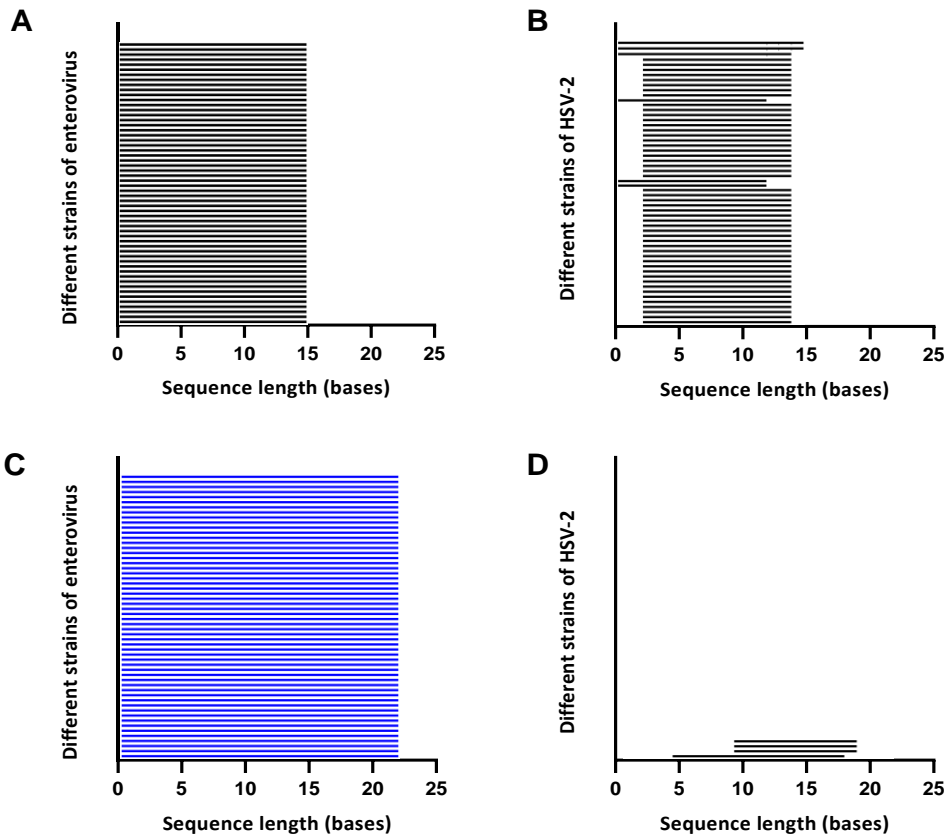 A
Different strains of enterovirus
0 5 10 15 20 25
Sequence length (bases)
B
Different strains of HSV-2
0 5 10 15 20 25
Sequence length (bases)
C
Different strains of enterovirus
0 5 10 15 20 25
Sequence length (bases)
D
Different strains of HSV-2
0 5 10 15 20 25
Sequence length (bases)